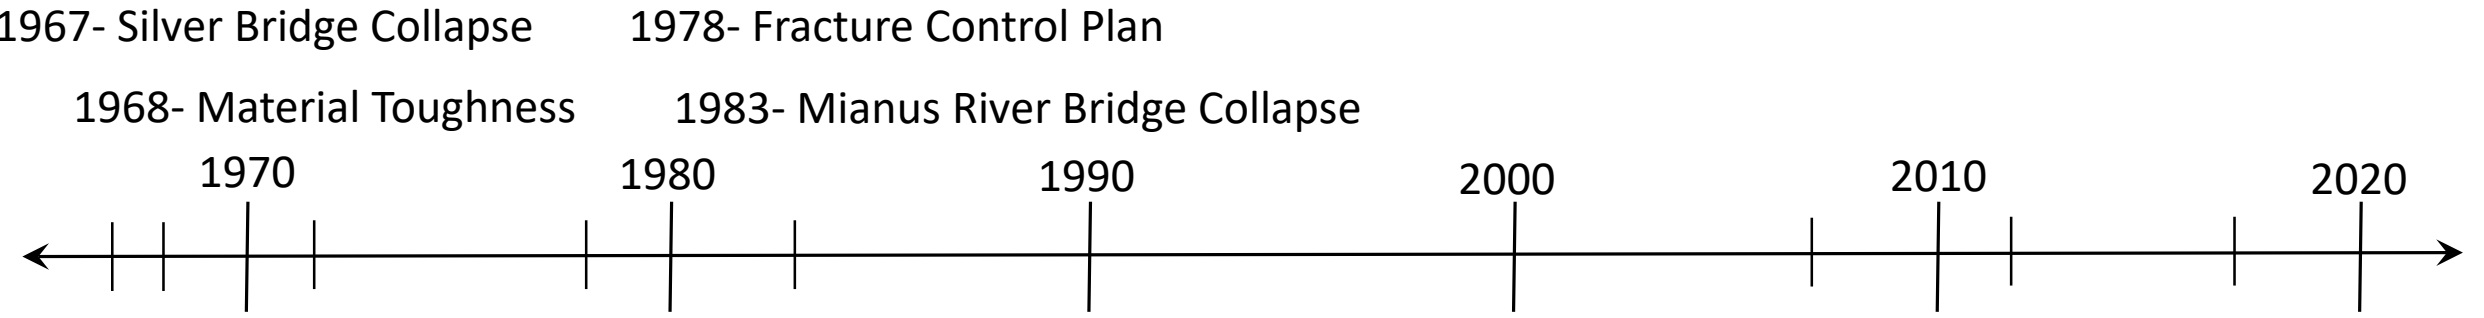 1967- Silver Bridge Collapse 1978- Fracture Control Plan
1968- Material Toughness 1983- Mianus River Bridge Collapse
1970 1980 1990 2000 2010 2020